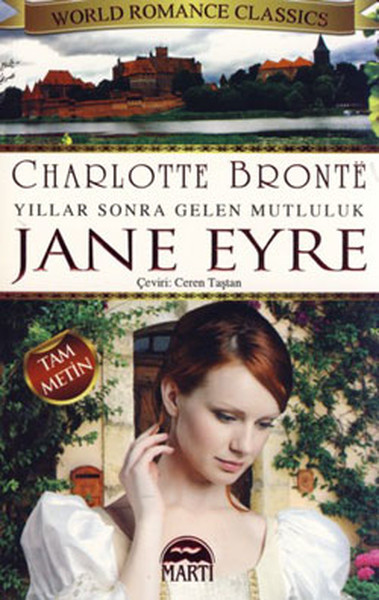 WORLD ROMANCE CLASSICS
CHARLOTTE BRONTË
YILLAR SONRA GELEN MUTLULUK
JANE EYRE
Çeviri: Ceren Taştan
TAM
METİN
MARTI